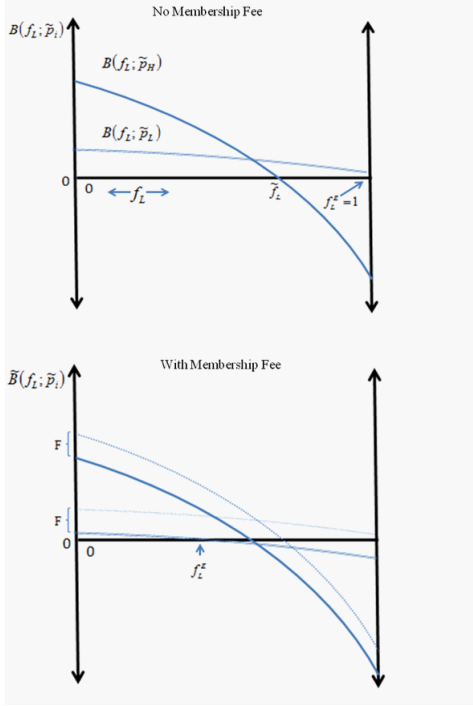 No Membership Fee
B(f_L; p̃_i)
B(f_L; p̃_H)
B(f_L; p̃_L)
0
0
f_L
f̃_L
f_L^E =1
With Membership Fee
B̃(f_L; p̃_i)
F
F
0
0
f_L^E